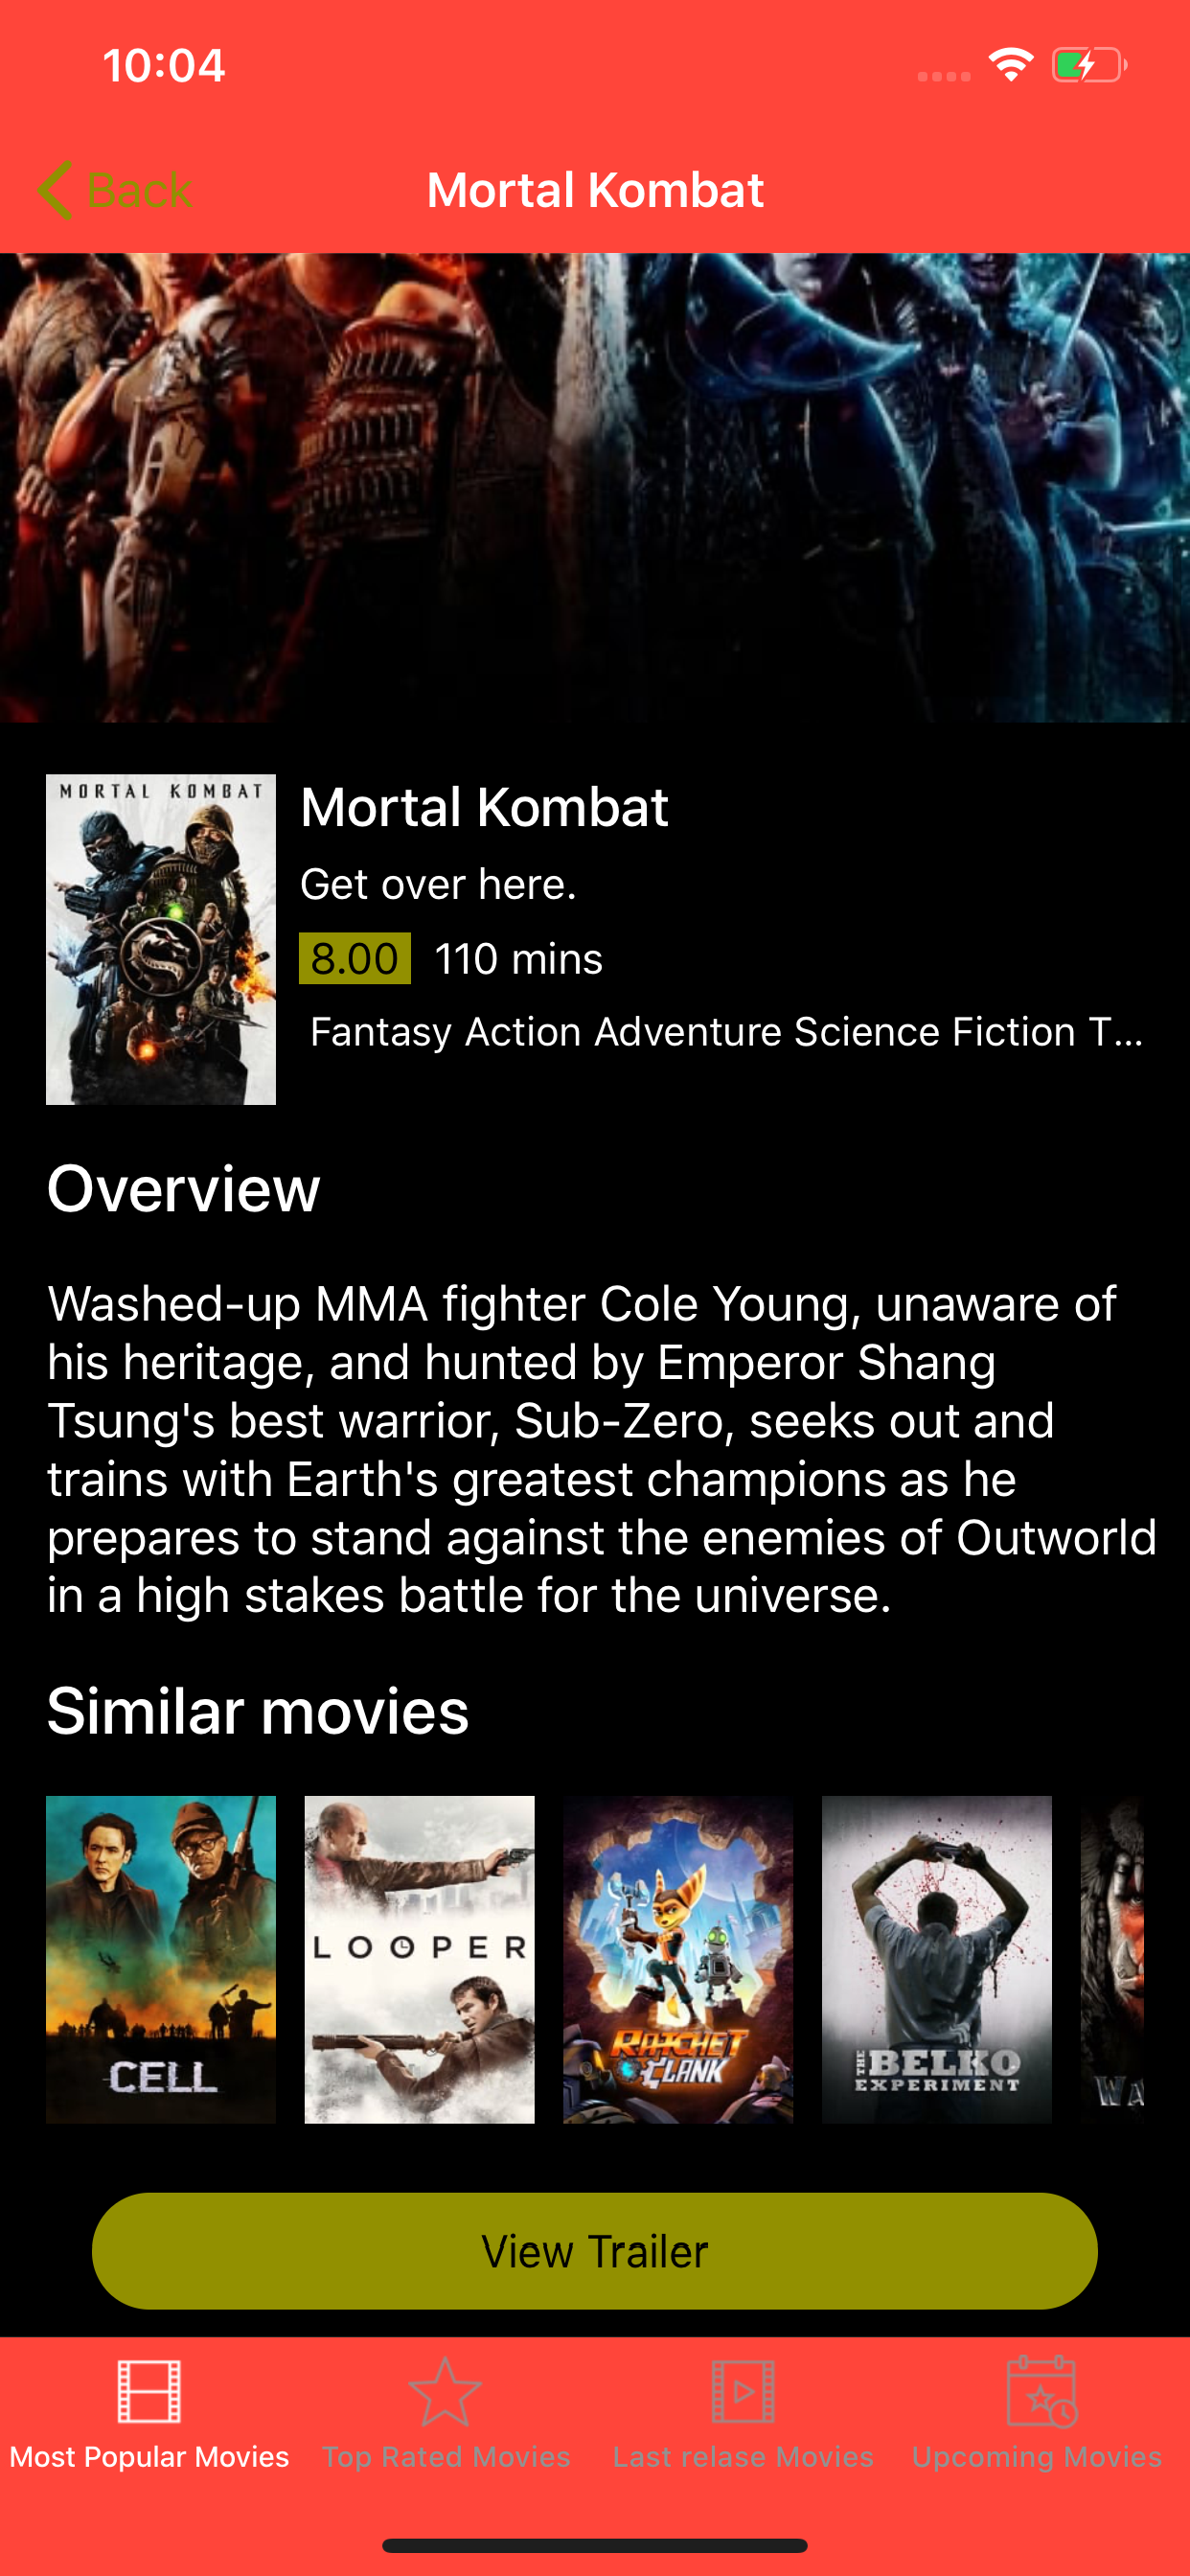 10:04
Back
Mortal Kombat
MORTAL KOMBAT
Mortal Kombat
Get over here.
8.00 110 mins
Fantasy Action Adventure Science Fiction T...
Overview
Washed-up MMA fighter Cole Young, unaware of
his heritage, and hunted by Emperor Shang
Tsung's best warrior, Sub-Zero, seeks out and
trains with Earth's greatest champions as he
prepares to stand against the enemies of Outworld
in a high stakes battle for the universe.
Similar movies
CELL
LOOPER
RATCHET
CLANK
THE BELKO
EXPERIMENT
WA
View Trailer
Most Popular Movies
Top Rated Movies
Last relase Movies
Upcoming Movies